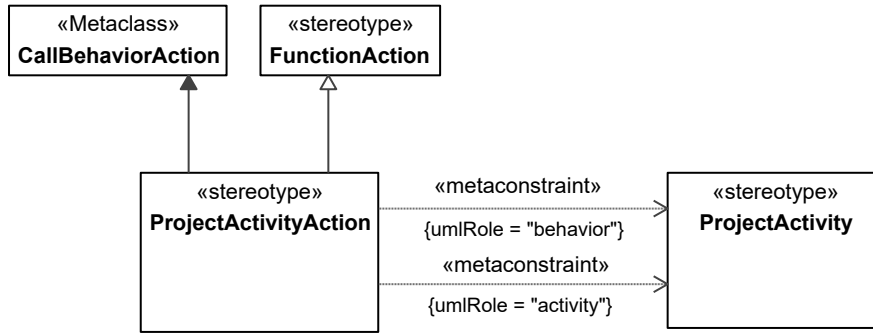 «Metaclass»
CallBehaviorAction
«stereotype»
FunctionAction
«stereotype»
ProjectActivityAction
«metaconstraint»
{umlRole = "behavior"}
«metaconstraint»
{umlRole = "activity"}
«stereotype»
ProjectActivity